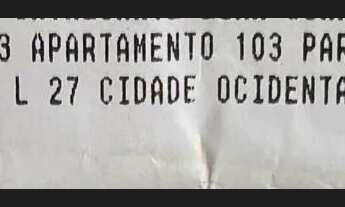 3 APARTAMENTO 103 PAR
L 27 CIDADE OCIDENTA